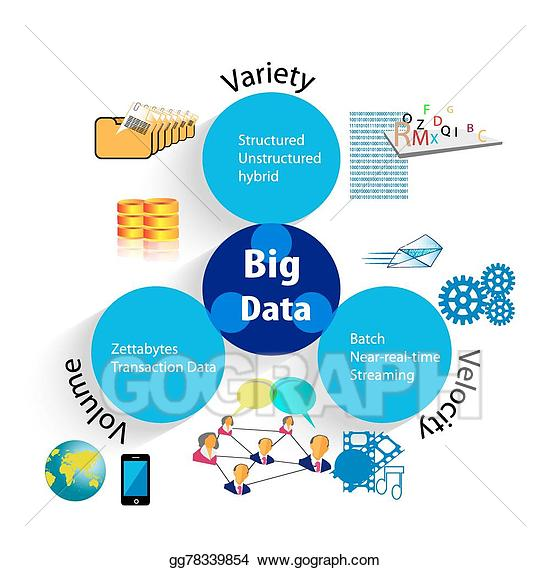 Variety
Structured
Unstructured
hybrid
R M X Q Z F D G Q I B C
Big
Data
Zettabytes
Transaction Data
Batch
Near-real-time
Streaming
Volume
Velocity
GOGRAPH
gg78339854 www.gograph.com